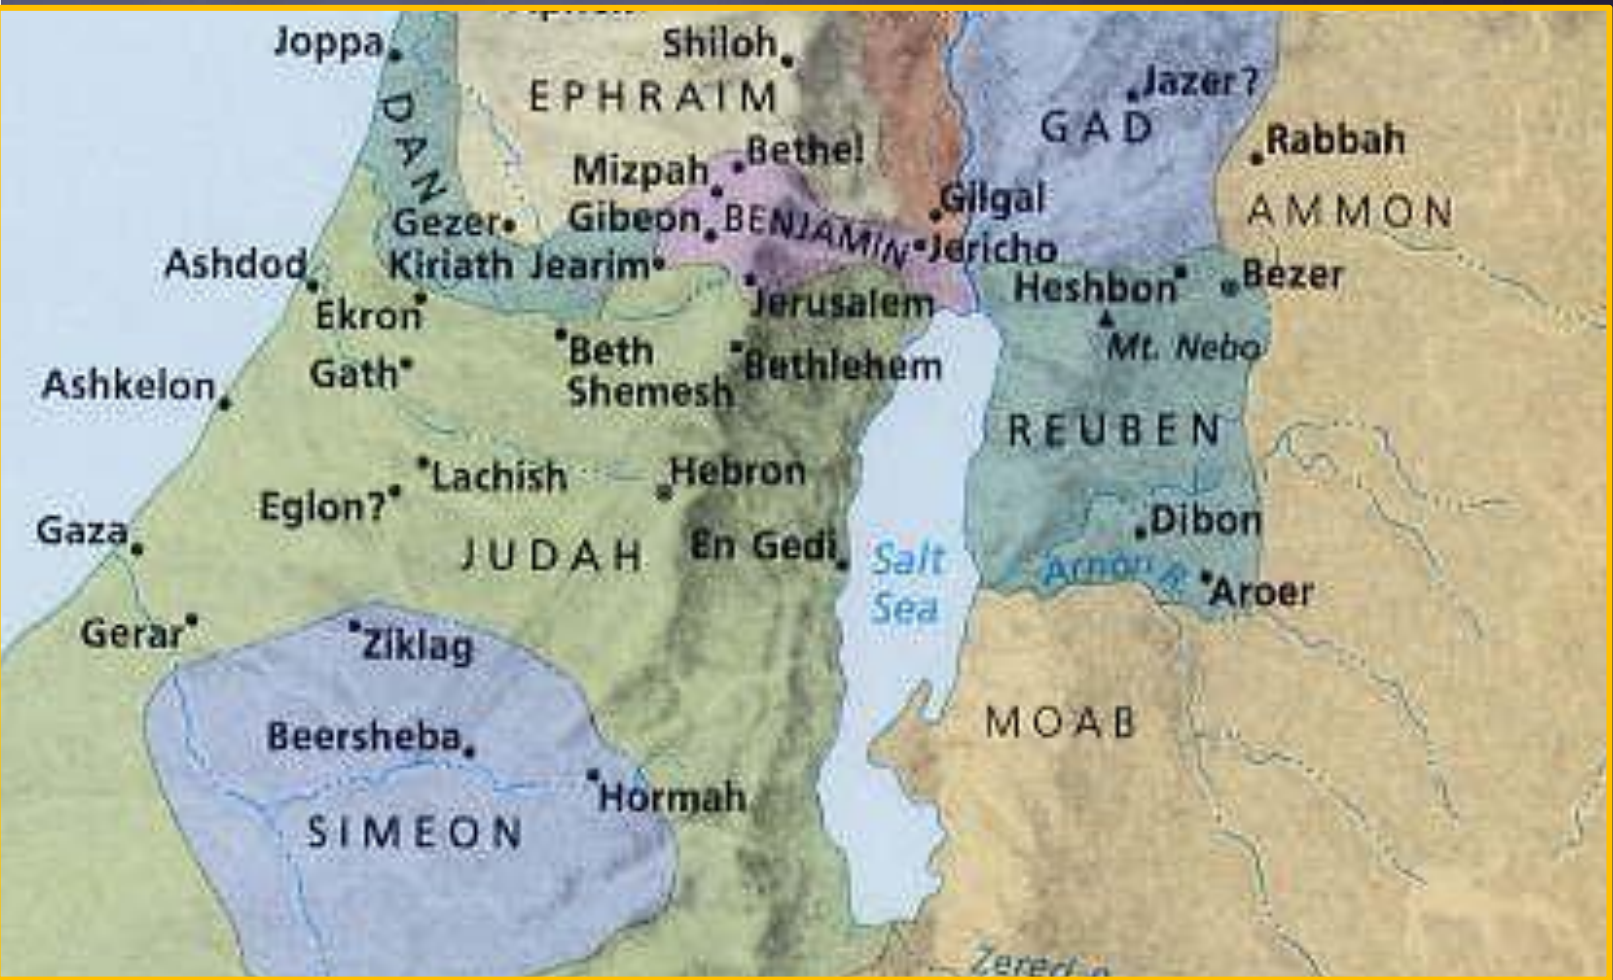 Joppa
Shiloh
EPHRAIM
DAN
Jazer?
GAD
Rabbah
Bethel
Mizpah
Gilgal
AMMON
Gezer
Gibeon
BENJAMIN
Jericho
Ashdod
Kiriath Jearim
Heshbon
Bezer
Ekron
Jerusalem
Mt. Nebo
Beth
Shemesh
Bethlehem
Gath
Ashkelon
REUBEN
Lachish
Hebron
Eglon?
Gaza
JUDAH
En Gedi
Salt
Sea
Dibon
Arnon R.
Aroer
Gerar
Ziklag
MOAB
Beersheba
Hormah
SIMEON